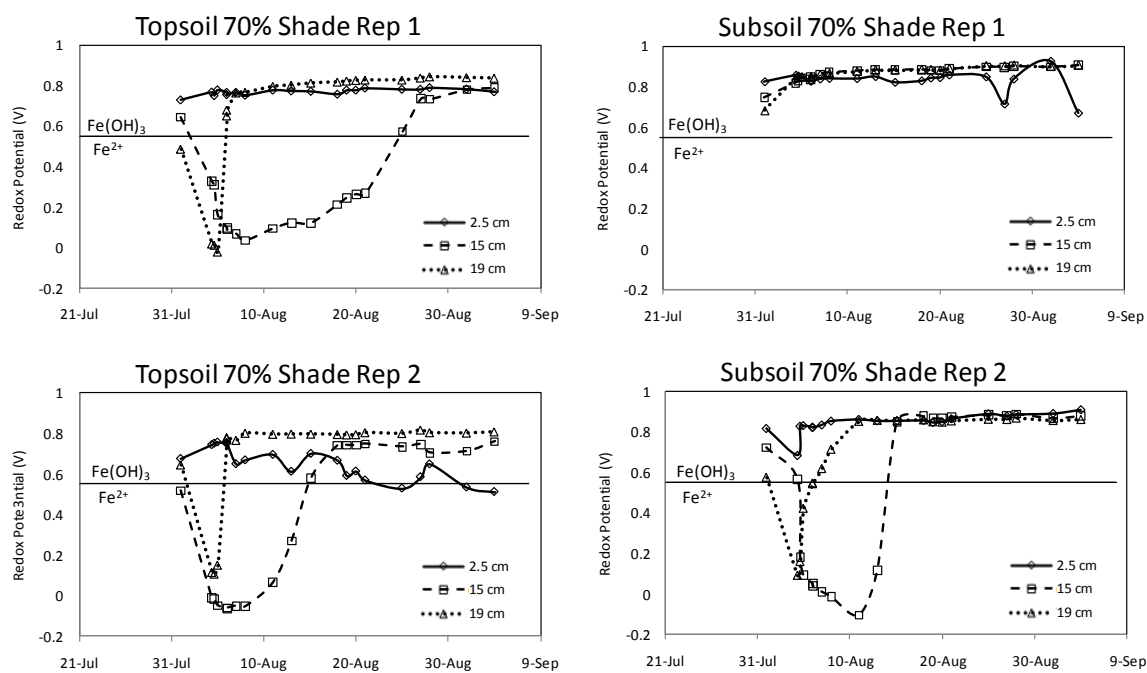 Topsoil 70% Shade Rep 1
1
0.8
0.6
0.4
0.2
0
-0.2
Redox Potential (V)
Fe(OH)3
Fe2+
2.5 cm
15 cm
19 cm
21-Jul 31-Jul 10-Aug 20-Aug 30-Aug 9-Sep
Subsoil 70% Shade Rep 1
1
0.8
0.6
0.4
0.2
0
-0.2
Redox Potential (V)
Fe(OH)3
Fe2+
2.5 cm
15 cm
19 cm
21-Jul 31-Jul 10-Aug 20-Aug 30-Aug 9-Sep
Topsoil 70% Shade Rep 2
1
0.8
0.6
0.4
0.2
0
-0.2
Redox Pote3ntial (V)
Fe(OH)3
Fe2+
2.5 cm
15 cm
19 cm
21-Jul 31-Jul 10-Aug 20-Aug 30-Aug 9-Sep
Subsoil 70% Shade Rep 2
1
0.8
0.6
0.4
0.2
0
-0.2
Redox Potential (V)
Fe(OH)3
Fe2+
2.5 cm
15 cm
19 cm
21-Jul 31-Jul 10-Aug 20-Aug 30-Aug 9-Sep